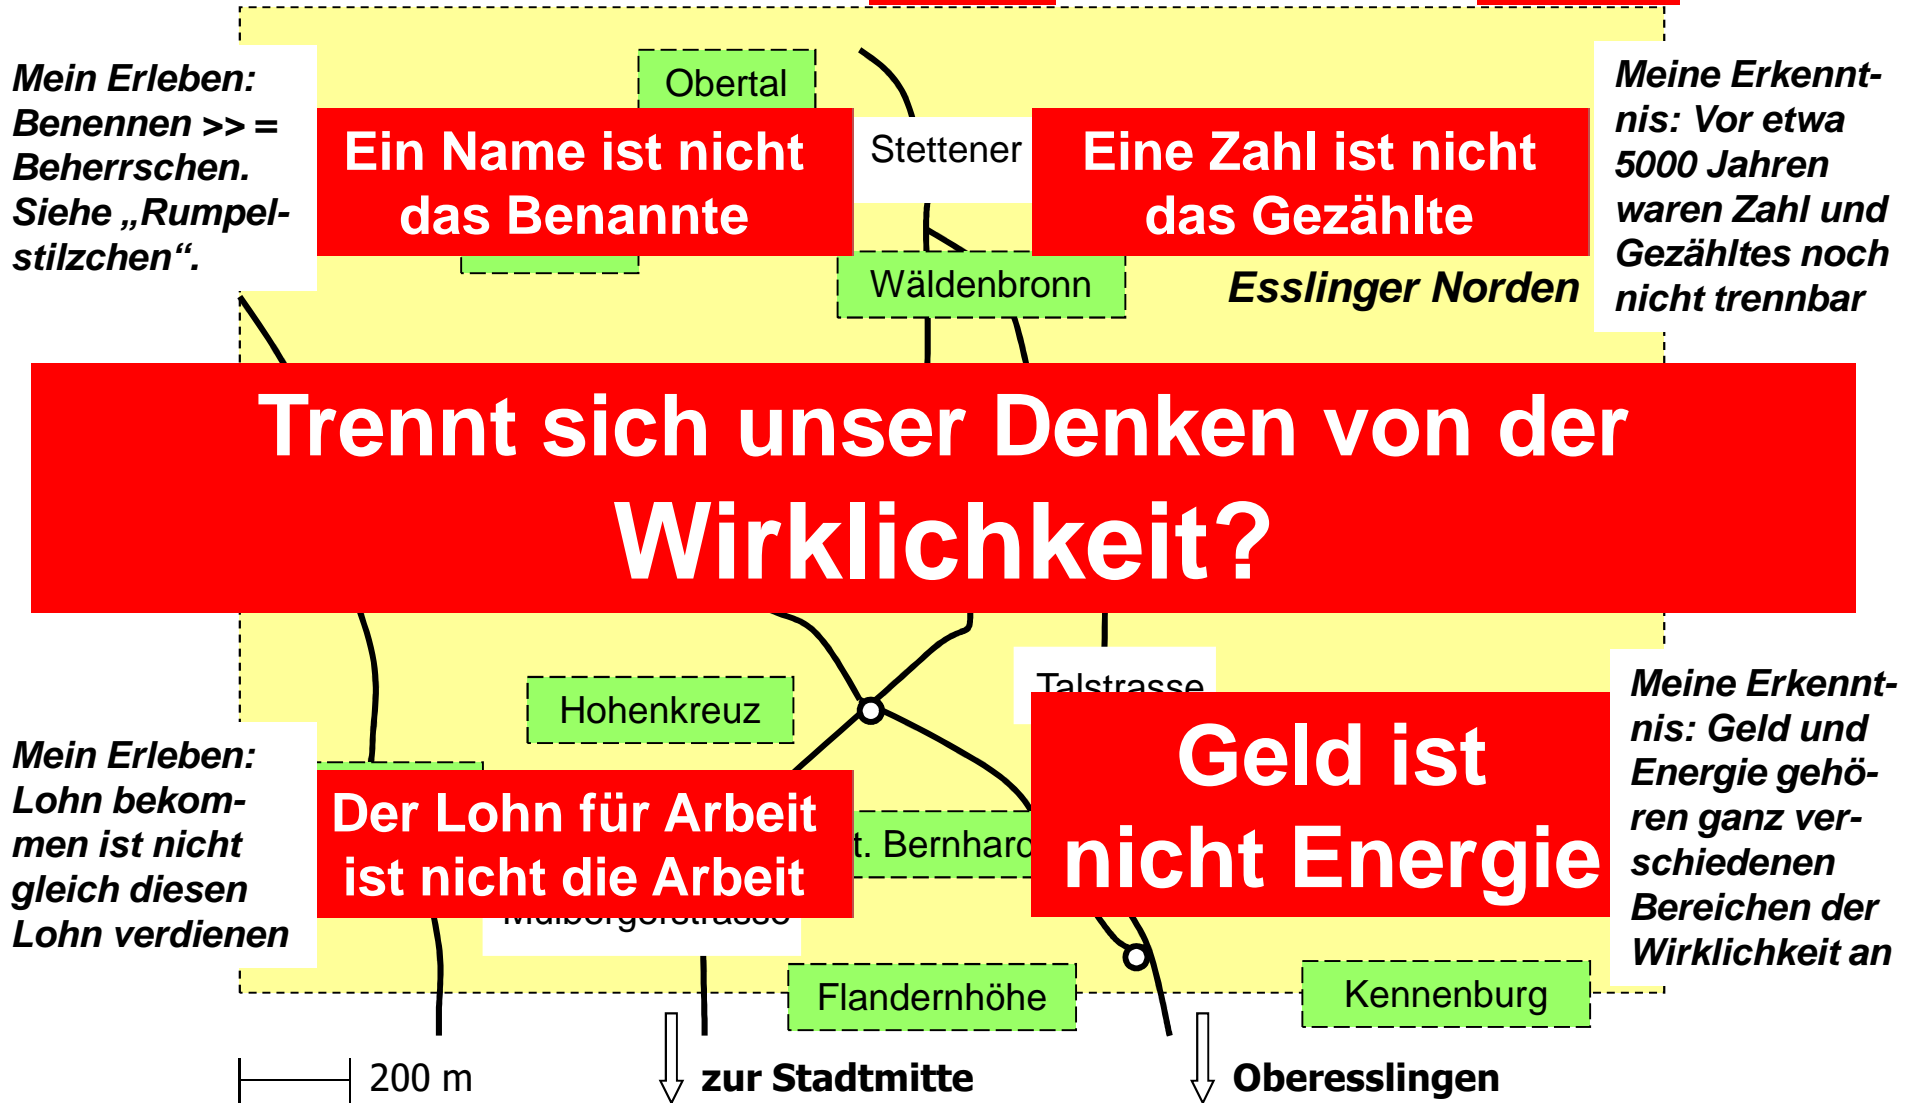 Mein Erleben:
Benennen >> =
Beherrschen.
Siehe „Rumpel-
stilzchen“.
Obertal
Ein Name ist nicht
das Benannte
Stettener
Eine Zahl ist nicht
das Gezählte
Meine Erkennt-
nis: Vor etwa
5000 Jahren
waren Zahl und
Gezähltes noch
nicht trennbar
Wäldenbronn
Esslinger Norden
Trennt sich unser Denken von der
Wirklichkeit?
Hohenkreuz
Talstrasse
Mein Erleben:
Lohn bekom-
men ist nicht
gleich diesen
Lohn verdienen
Der Lohn für Arbeit
ist nicht die Arbeit
t. Bernhard
Geld ist
nicht Energie
Meine Erkennt-
nis: Geld und
Energie gehö-
ren ganz ver-
schiedenen
Bereichen der
Wirklichkeit an
Flandernhöhe
Kennenburg
200 m
zur Stadtmitte
Oberesslingen